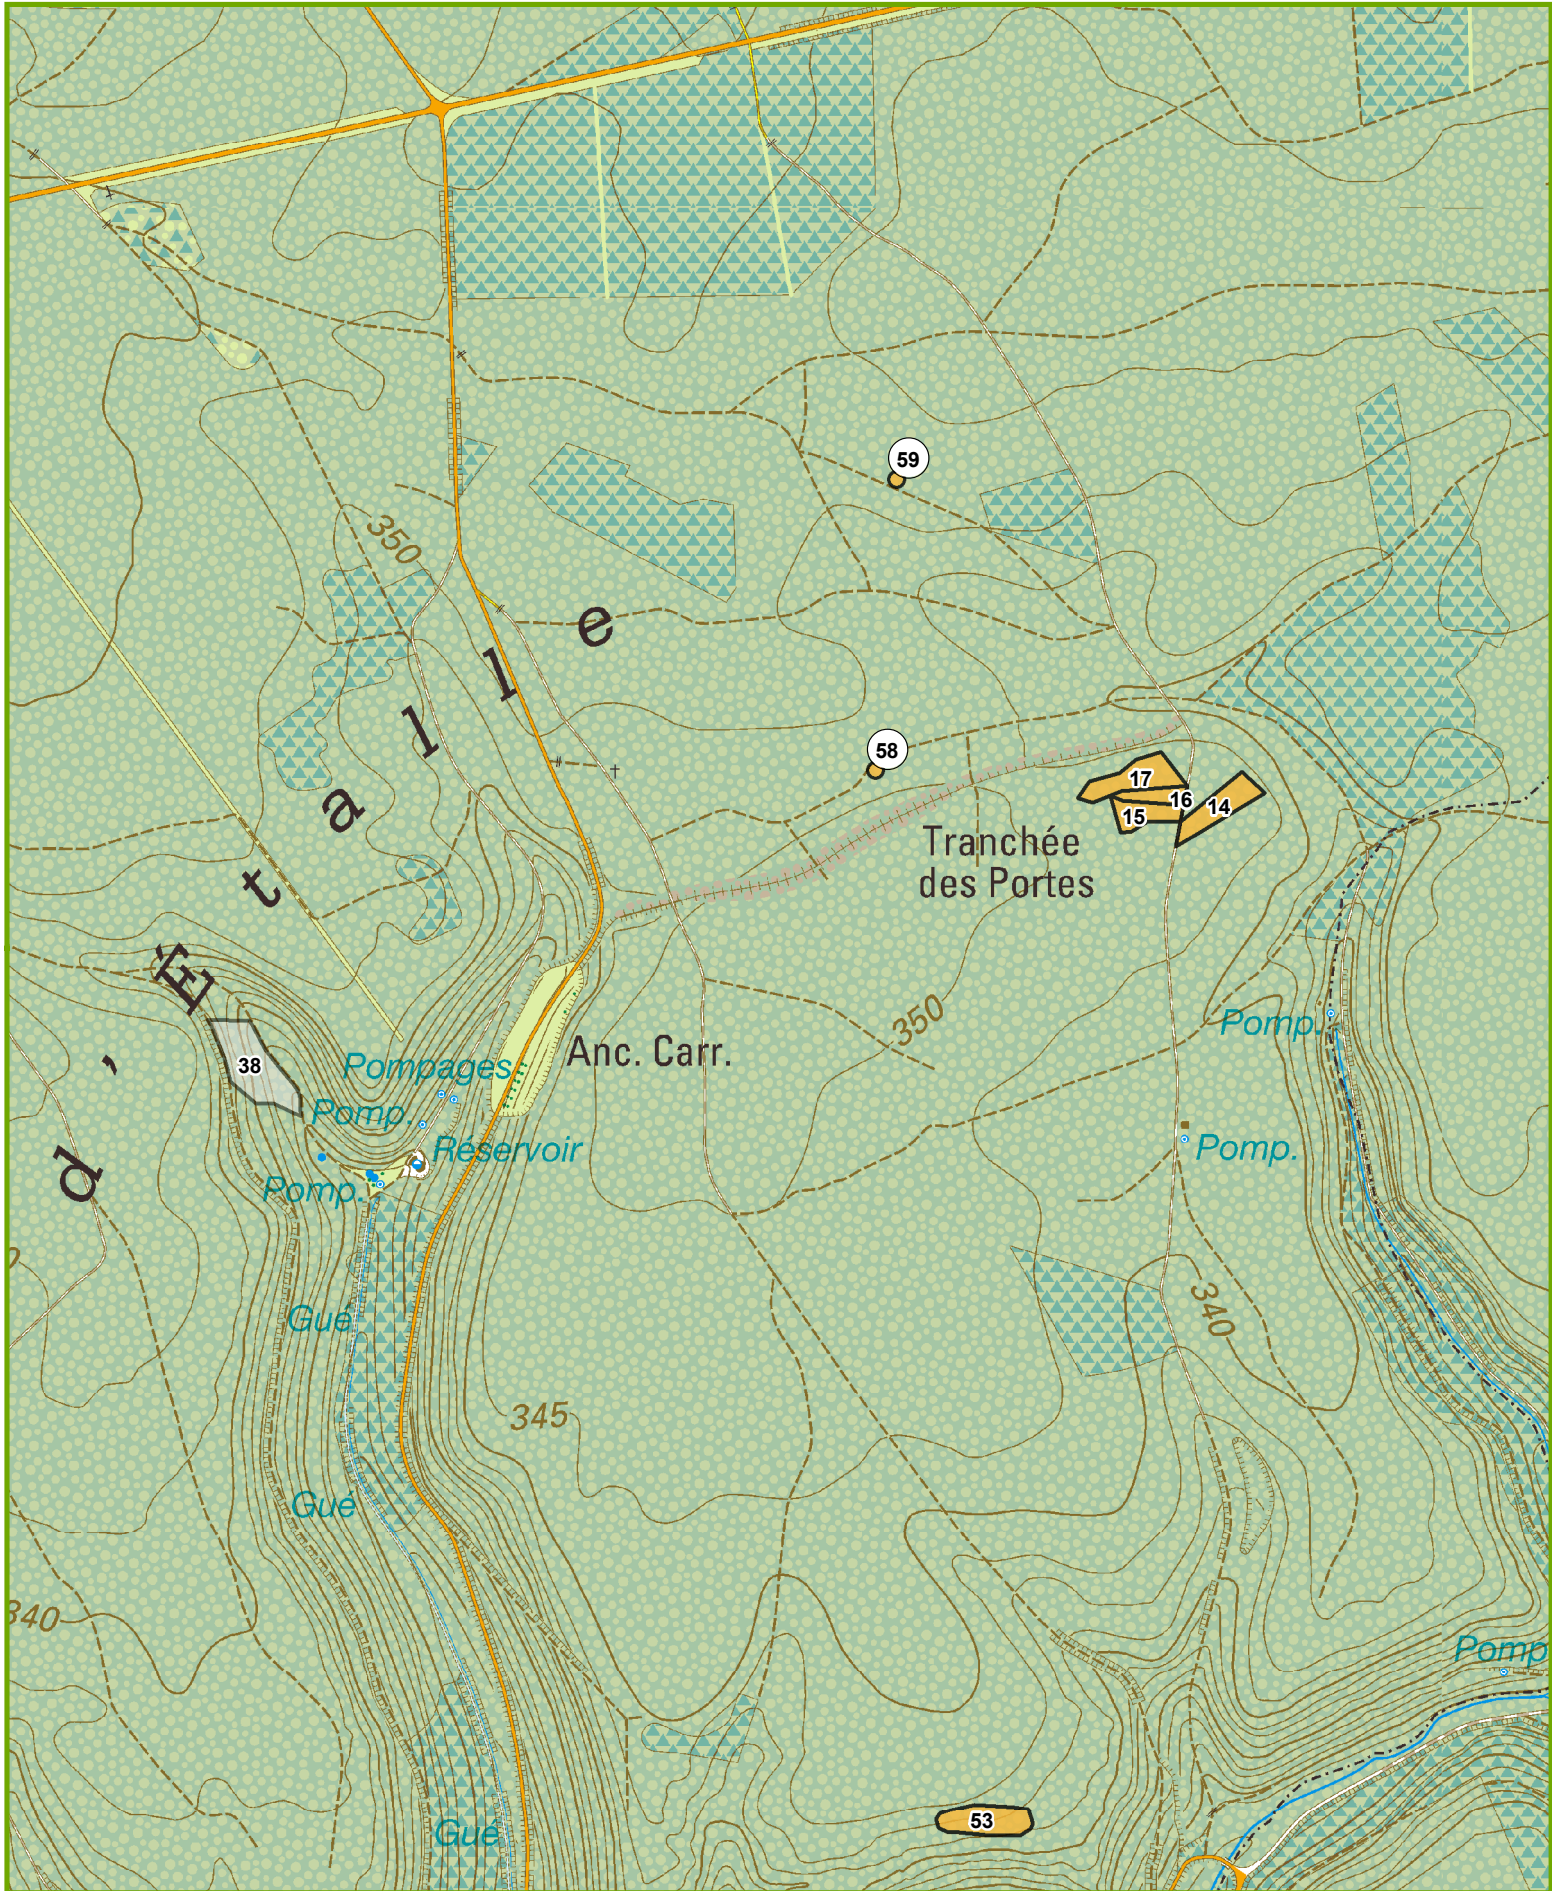 59
350
e
l
l
a
t
É
'
d
58
17
16
14
15
Tranchée
des Portes
350
Pomp.
Anc. Carr.
38
Pompages
Pomp.
Réservoir
Pomp.
Pomp.
Gué
340
345
Gué
340
Pomp
53
Gué